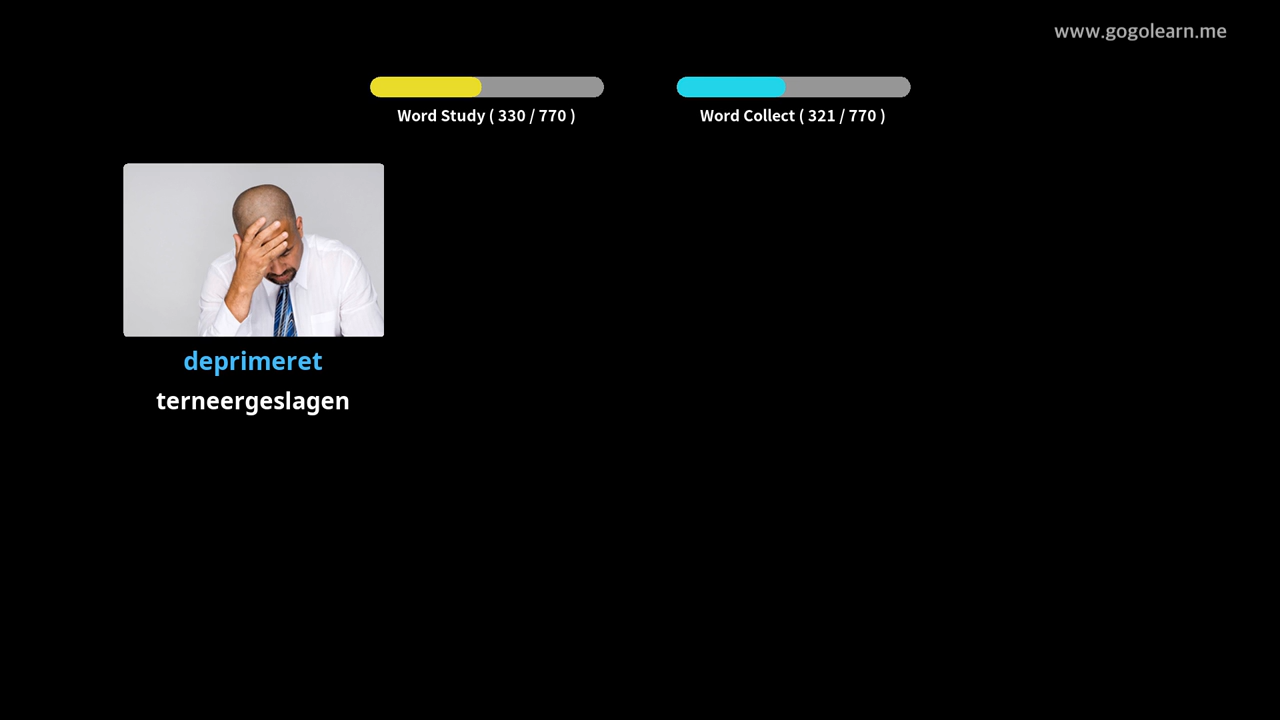 www.gogolearn.me
Word Study ( 330 / 770 )
Word Collect ( 321 / 770 )
deprimeret
terneergeslagen